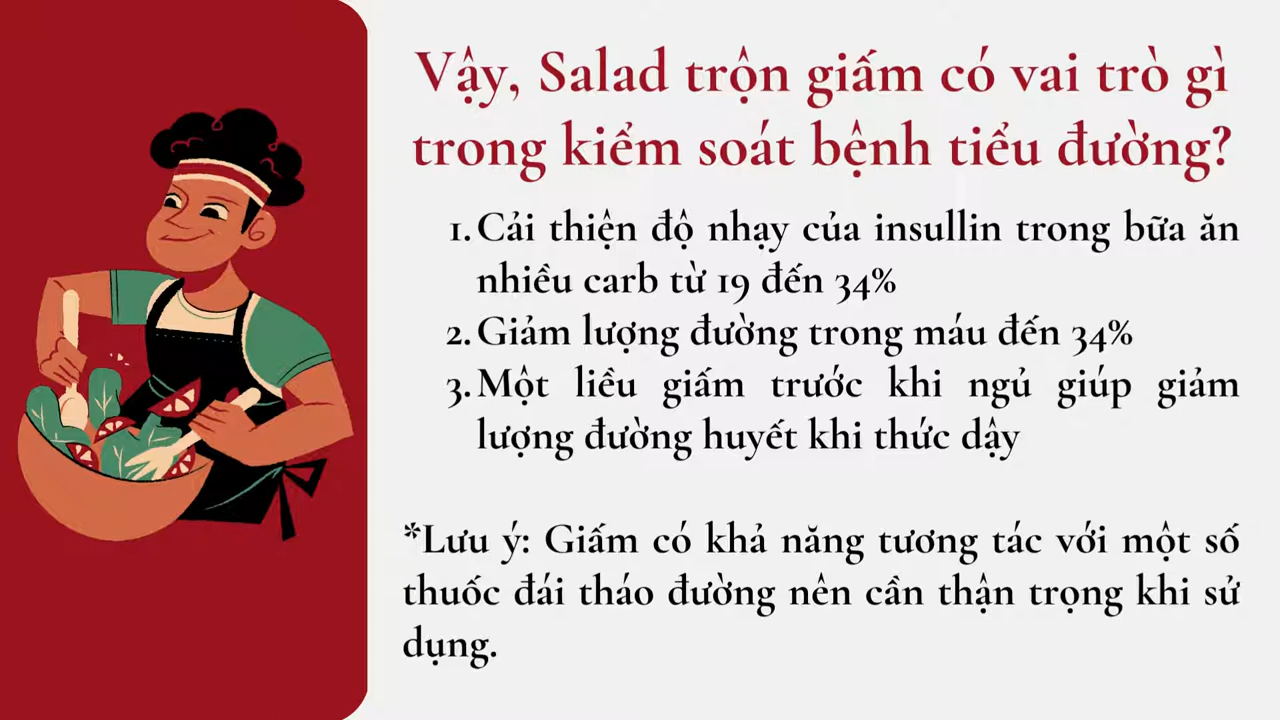 Vậy, Salad trộn giấm có vai trò gì
trong kiểm soát bệnh tiểu đường?
1. Cải thiện độ nhạy của insullin trong bữa ăn
nhiều carb từ 19 đến 34%
2. Giảm lượng đường trong máu đến 34%
3. Một liều giấm trước khi ngủ giúp giảm
lượng đường huyết khi thức dậy
*Lưu ý: Giấm có khả năng tương tác với một số
thuốc đái tháo đường nên cần thận trọng khi sử
dụng.